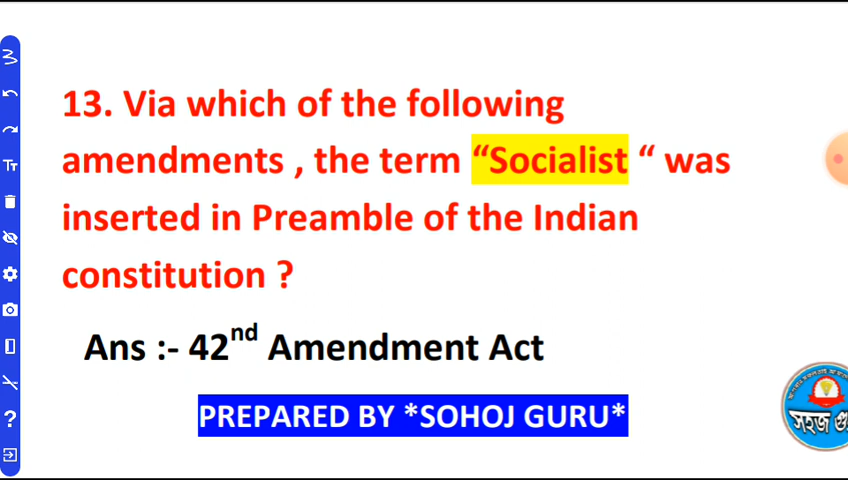 13. Via which of the following
amendments , the term “Socialist “ was
inserted in Preamble of the Indian
constitution ?
Ans :- 42nd Amendment Act
PREPARED BY *SOHOJ GURU*
সহজ